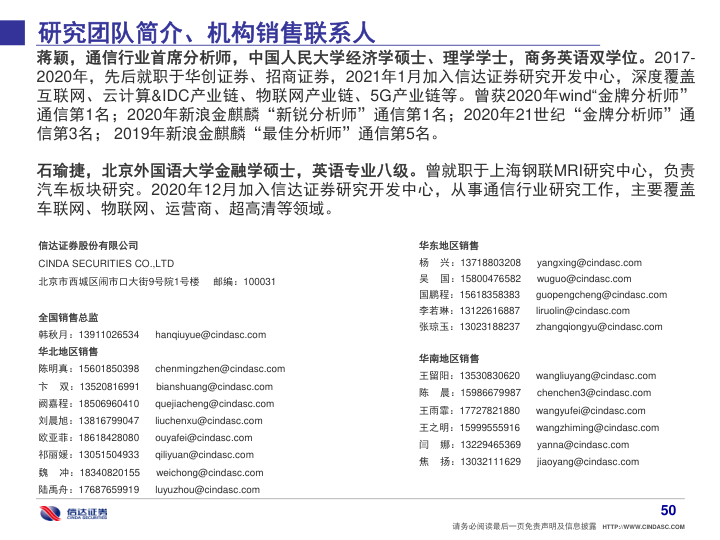 研究团队简介、机构销售联系人
蒋颖，通信行业首席分析师，中国人民大学经济学硕士、理学学士，商务英语双学位。2017-
2020年，先后就职于华创证券、招商证券，2021年1月加入信达证券研究开发中心，深度覆盖
互联网、云计算&IDC产业链、物联网产业链、5G产业链等。曾获2020年wind“金牌分析师”
通信第1名；2020年新浪金麒麟“新锐分析师”通信第1名；2020年21世纪“金牌分析师”通
信第3名； 2019年新浪金麒麟“最佳分析师”通信第5名。
石瑜捷，北京外国语大学金融学硕士，英语专业八级。曾就职于上海钢联MRI研究中心，负责
汽车板块研究。2020年12月加入信达证券研究开发中心，从事通信行业研究工作，主要覆盖
车联网、物联网、运营商、超高清等领域。
信达证券股份有限公司
CINDA SECURITIES CO.,LTD
北京市西城区闹市口大街9号院1号楼 邮编：100031
全国销售总监
韩秋月：13911026534 hanqiuyue@cindasc.com
华北地区销售
陈明真：15601850398 chenmingzhen@cindasc.com
卞 双：13520816991 bianshuang@cindasc.com
阙嘉程：18506960410 quejiacheng@cindasc.com
刘晨旭：13816799047 liuchenxu@cindasc.com
欧亚菲：18618428080 ouyafei@cindasc.com
祁丽媛：13051504933 qiliyuan@cindasc.com
魏 冲：18340820155 weichong@cindasc.com
陆禹舟：17687659919 luyuzhou@cindasc.com
华东地区销售
杨 兴：13718803208 yangxing@cindasc.com
吴 国：15800476582 wuguo@cindasc.com
国鹏程：15618358383 guopengcheng@cindasc.com
李若琳：13122616887 liruolin@cindasc.com
张琼玉：13023188237 zhangqiongyu@cindasc.com
华南地区销售
王留阳：13530830620 wangliuyang@cindasc.com
陈 晨：15986679987 chenchen3@cindasc.com
王雨霏：17727821880 wangyufei@cindasc.com
王之明：15999555916 wangzhiming@cindasc.com
闫 娜：13229465369 yanna@cindasc.com
焦 扬：13032111629 jiaoyang@cindasc.com
信达证券
CINDA SECURITIES
50
请务必阅读最后一页免责声明及信息披露 HTTP://WWW.CINDASC.COM